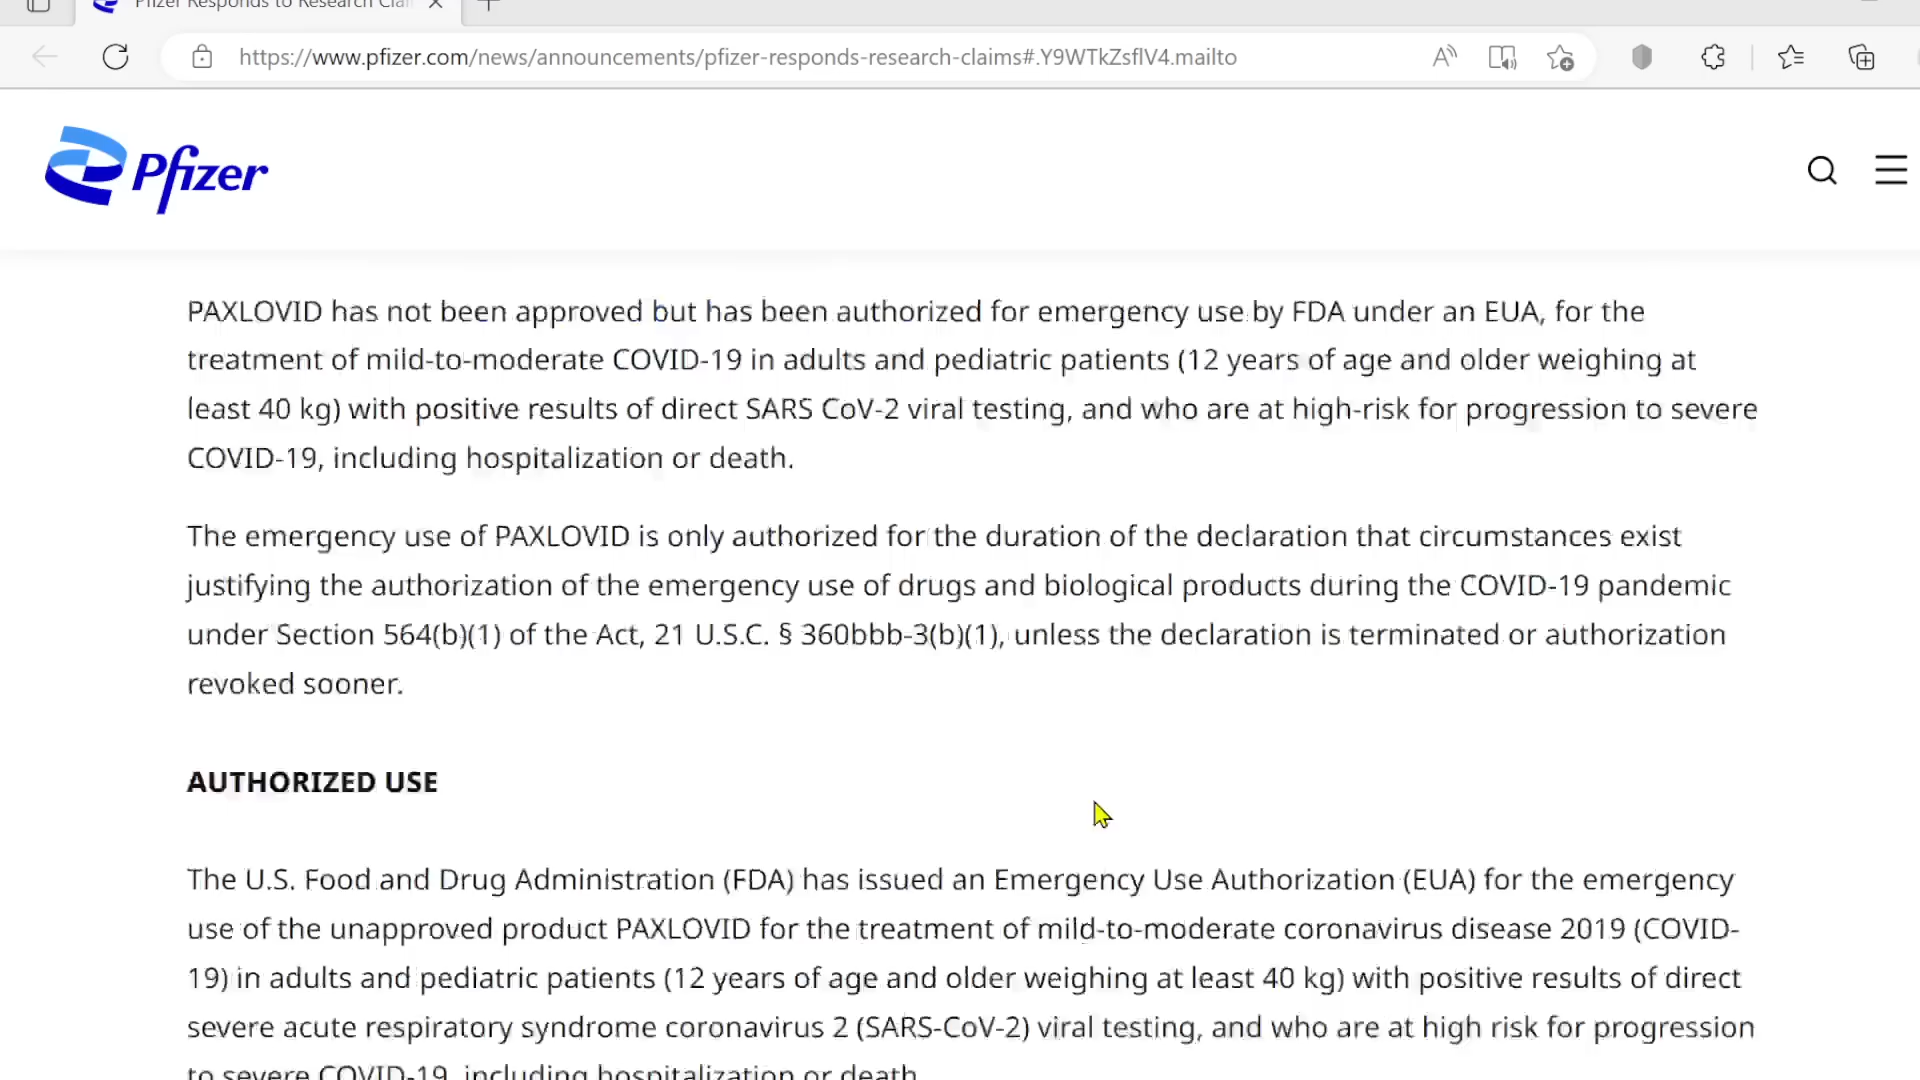 Pfizer Responds to Research Clai
https://www.pfizer.com/news/announcements/pfizer-responds-research-claims#.Y9WTkZsflV4.mailto
Pfizer
PAXLOVID has not been approved but has been authorized for emergency use by FDA under an EUA, for the
treatment of mild-to-moderate COVID-19 in adults and pediatric patients (12 years of age and older weighing at
least 40 kg) with positive results of direct SARS CoV-2 viral testing, and who are at high-risk for progression to severe
COVID-19, including hospitalization or death.
The emergency use of PAXLOVID is only authorized for the duration of the declaration that circumstances exist
justifying the authorization of the emergency use of drugs and biological products during the COVID-19 pandemic
under Section 564(b)(1) of the Act, 21 U.S.C. § 360bbb-3(b)(1), unless the declaration is terminated or authorization
revoked sooner.
AUTHORIZED USE
The U.S. Food and Drug Administration (FDA) has issued an Emergency Use Authorization (EUA) for the emergency
use of the unapproved product PAXLOVID for the treatment of mild-to-moderate coronavirus disease 2019 (COVID-
19) in adults and pediatric patients (12 years of age and older weighing at least 40 kg) with positive results of direct
severe acute respiratory syndrome coronavirus 2 (SARS-CoV-2) viral testing, and who are at high risk for progression
to severe COVID-19, including hospitalization or death.